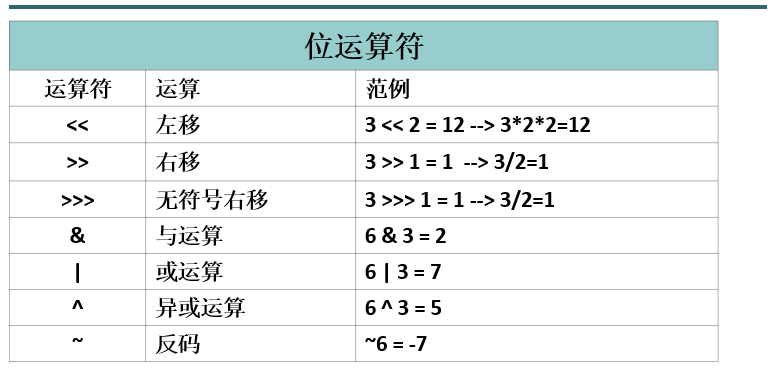 位运算符
运算符 运算 范例
<< 左移 3 << 2 = 12 --> 3*2*2=12
>> 右移 3 >> 1 = 1 --> 3/2=1
>>> 无符号右移 3 >>> 1 = 1 --> 3/2=1
& 与运算 6 & 3 = 2
| 或运算 6 | 3 = 7
^ 异或运算 6 ^ 3 = 5
~ 反码 ~6 = -7